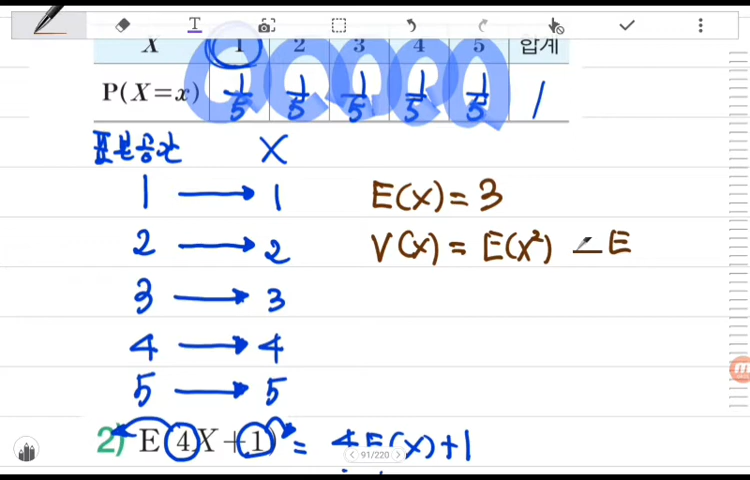 X 1 2 3 4 5 합계
P(X=x) 1/5 1/5 1/5 1/5 1/5 1
표본공간 X
1 → 1
E(X) = 3
2 → 2
V(X) = E(X²) - E
3 → 3
4 → 4
5 → 5
2) E(4X+1) = 4E(X)+1
91/220